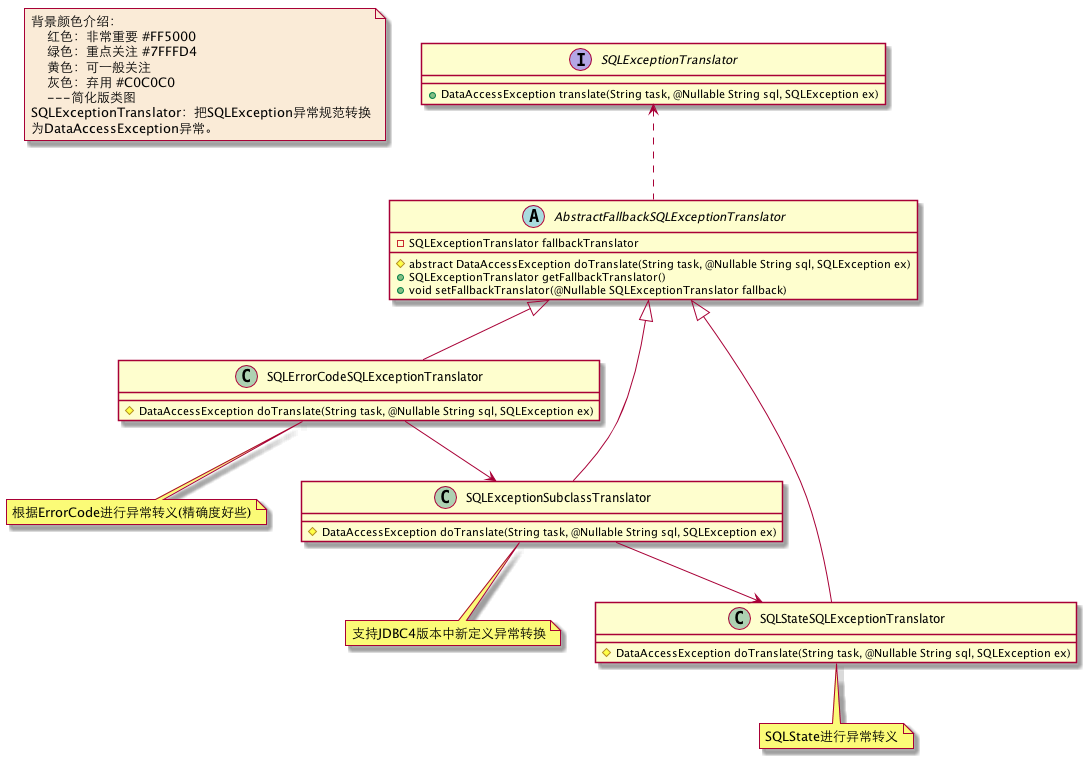 背景颜色介绍：
红色：非常重要 #FF5000
绿色：重点关注 #7FFFD4
黄色：可一般关注
灰色：弃用 #C0C0C0
---简化版类图
SQLExceptionTranslator：把SQLException异常规范转换
为DataAccessException异常。
I SQLExceptionTranslator
DataAccessException translate(String task, @Nullable String sql, SQLException ex)
A AbstractFallbackSQLExceptionTranslator
SQLExceptionTranslator fallbackTranslator
abstract DataAccessException doTranslate(String task, @Nullable String sql, SQLException ex)
SQLExceptionTranslator getFallbackTranslator()
void setFallbackTranslator(@Nullable SQLExceptionTranslator fallback)
C SQLErrorCodeSQLExceptionTranslator
DataAccessException doTranslate(String task, @Nullable String sql, SQLException ex)
根据ErrorCode进行异常转义(精确度好些)
C SQLExceptionSubclassTranslator
DataAccessException doTranslate(String task, @Nullable String sql, SQLException ex)
支持JDBC4版本中新定义异常转换
C SQLStateSQLExceptionTranslator
DataAccessException doTranslate(String task, @Nullable String sql, SQLException ex)
SQLState进行异常转义